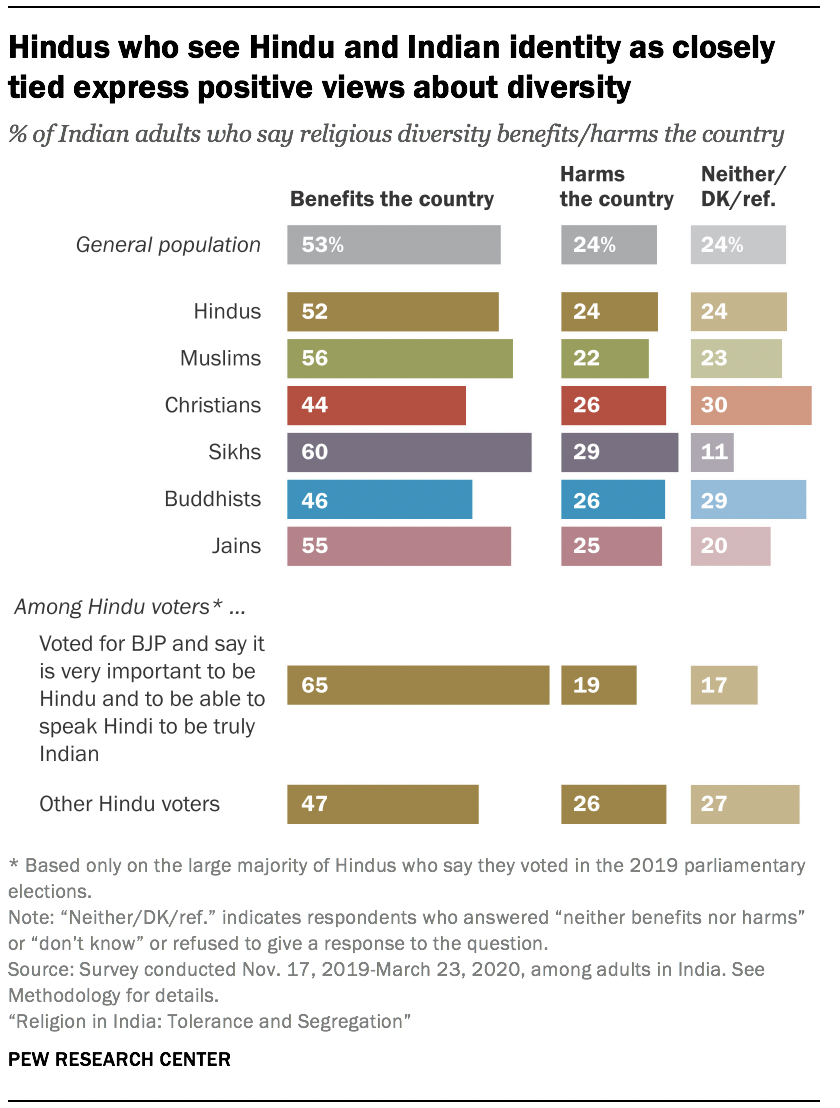 Hindus who see Hindu and Indian identity as closely
tied express positive views about diversity
% of Indian adults who say religious diversity benefits/harms the country
Benefits the country Harms the country Neither/ DK/ref.
General population 53% 24% 24%
Hindus 52 24 24
Muslims 56 22 23
Christians 44 26 30
Sikhs 60 29 11
Buddhists 46 26 29
Jains 55 25 20
Among Hindu voters* ...
Voted for BJP and say it
is very important to be
Hindu and to be able to
speak Hindi to be truly
Indian
65 19 17
Other Hindu voters 47 26 27
* Based only on the large majority of Hindus who say they voted in the 2019 parliamentary
elections.
Note: “Neither/DK/ref.” indicates respondents who answered “neither benefits nor harms”
or “don’t know” or refused to give a response to the question.
Source: Survey conducted Nov. 17, 2019-March 23, 2020, among adults in India. See
Methodology for details.
“Religion in India: Tolerance and Segregation”
PEW RESEARCH CENTER